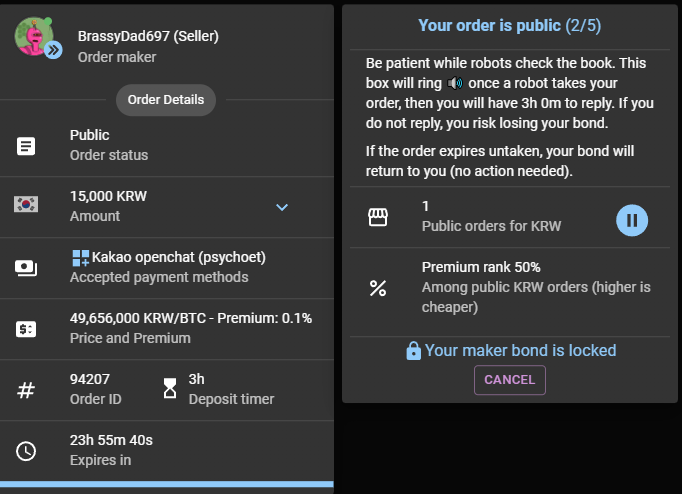 BrassyDad697 (Seller)
Order maker
Order Details
Public
Order status
15,000 KRW
Amount
Kakao openchat (psychoet)
Accepted payment methods
49,656,000 KRW/BTC - Premium: 0.1%
Price and Premium
94207
Order ID
3h
Deposit timer
23h 55m 40s
Expires in
Your order is public (2/5)
Be patient while robots check the book. This
box will ring 🔊 once a robot takes your
order, then you will have 3h 0m to reply. If you
do not reply, you risk losing your bond.
If the order expires untaken, your bond will
return to you (no action needed).
1
Public orders for KRW
Premium rank 50%
Among public KRW orders (higher is
cheaper)
Your maker bond is locked
CANCEL